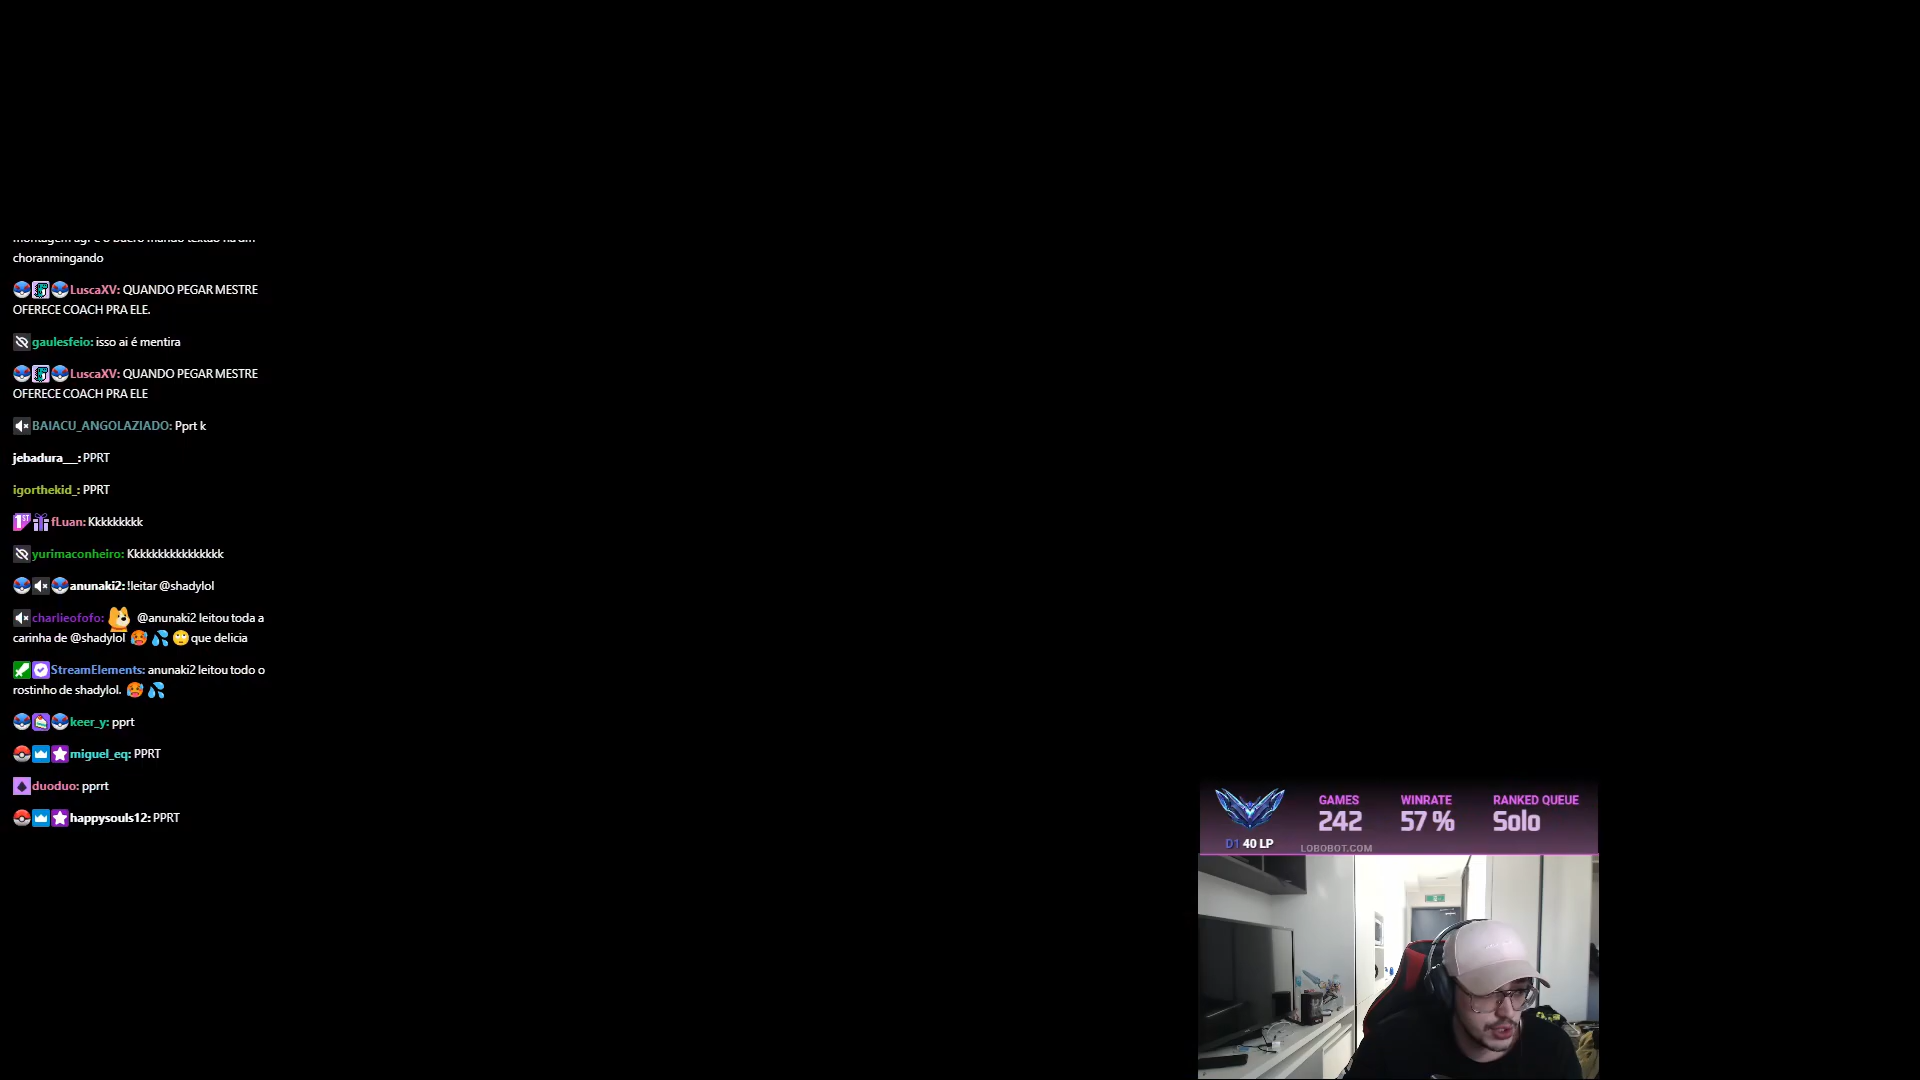 choranmingando
LuscaXV: QUANDO PEGAR MESTRE
OFERECE COACH PRA ELE.
gaulesfeio: isso ai é mentira
LuscaXV: QUANDO PEGAR MESTRE
OFERECE COACH PRA ELE
BAIACU_ANGOLAZIADO: Pprt k
jebadura__: PPRT
igorthekid_: PPRT
1ST fLuan: Kkkkkkkkk
yurimaconheiro: Kkkkkkkkkkkkkkkk
anunaki2: !leitar @shadylol
charlieofofo: @anunaki2 leitou toda a
carinha de @shadylol que delicia
StreamElements: anunaki2 leitou todo o
rostinho de shadylol.
keer_y: pprt
miguel_eq: PPRT
duoduo: pprrt
happysouls12: PPRT
GAMES WINRATE RANKED QUEUE
242 57 % Solo
D1 40 LP
LOBOBOT.COM